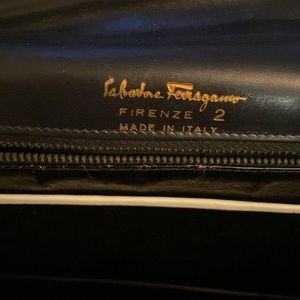 Salvatore Ferragamo
FIRENZE 2
MADE IN ITALY